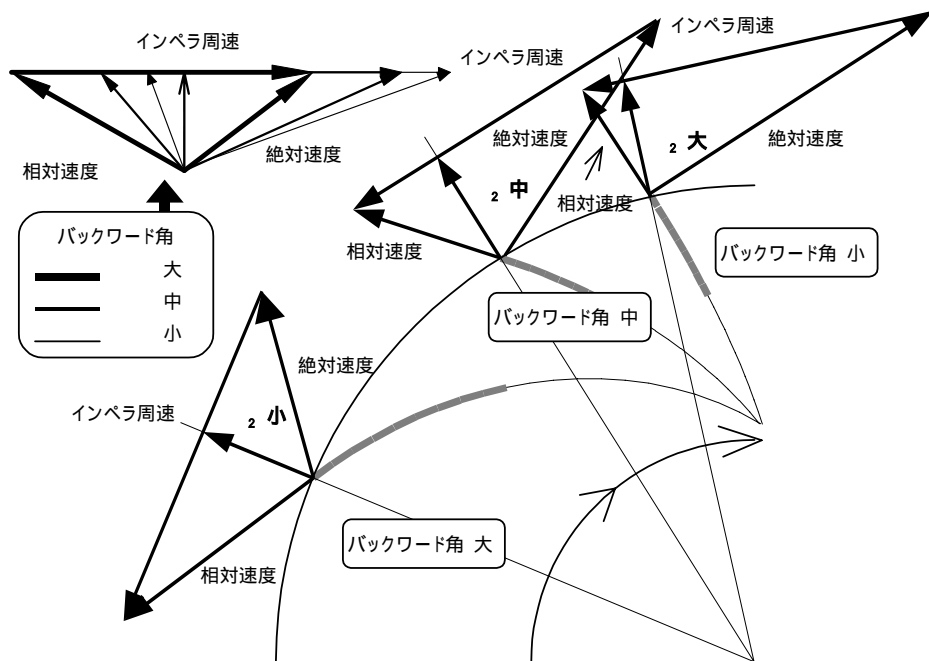 インペラ周速
絶対速度
相対速度
バックワード角
大
中
小
インペラ周速
絶対速度
₂ 中
相対速度
インペラ周速
絶対速度
₂ 大
相対速度
バックワード角 小
バックワード角 中
絶対速度
インペラ周速
₂ 小
相対速度
バックワード角 大